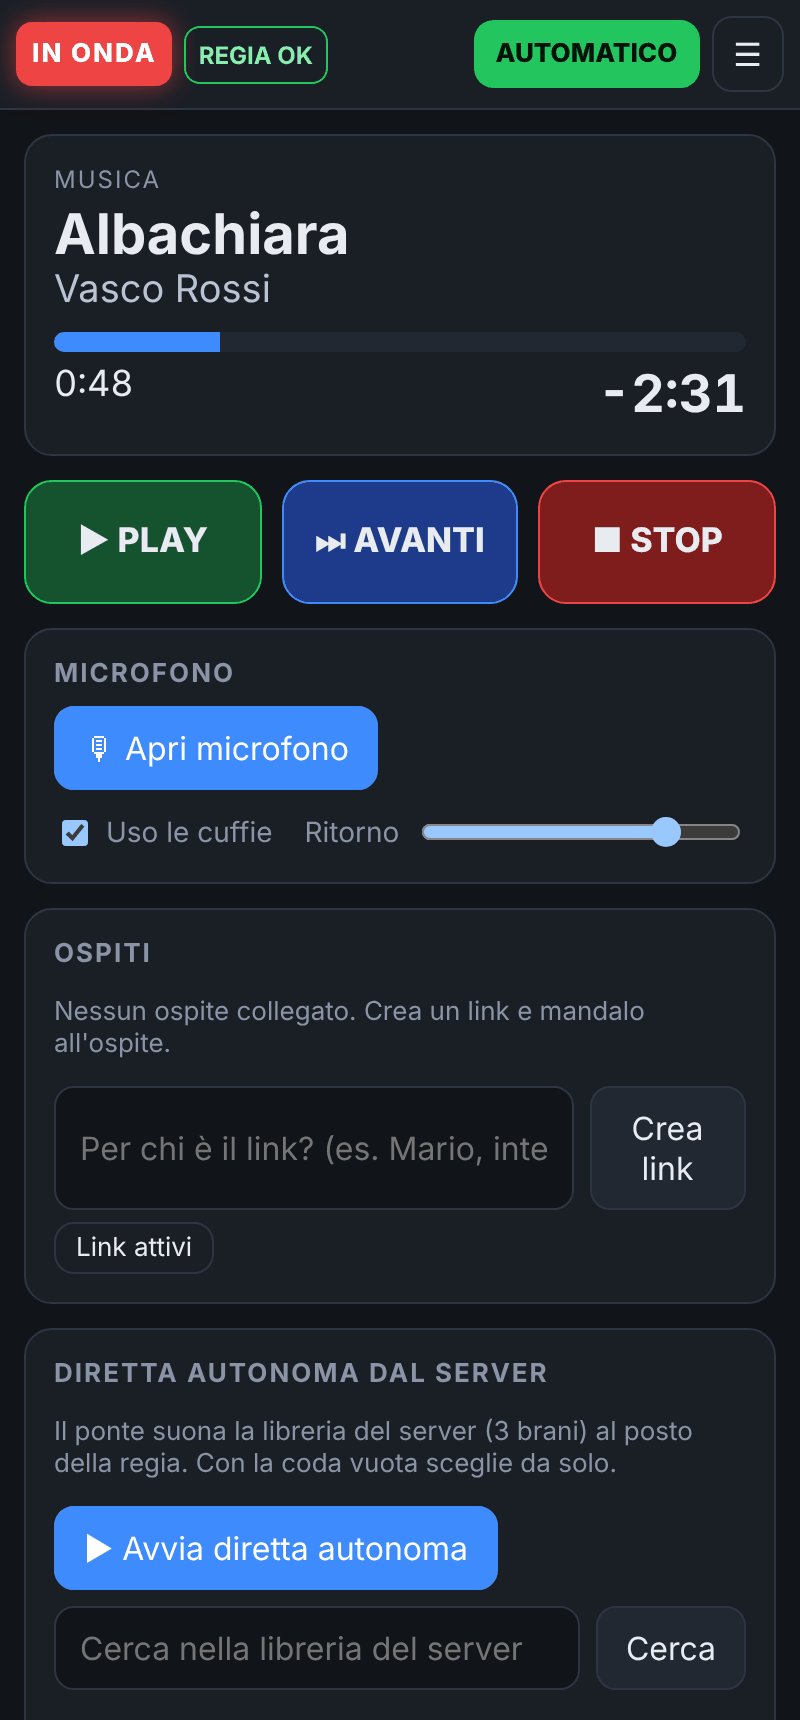 IN ONDA
REGIA OK
AUTOMATICO
☰
MUSICA
Albachiara
Vasco Rossi
0:48
-2:31
▶ PLAY
⏭ AVANTI
■ STOP
MICROFONO
🎙 Apri microfono
Uso le cuffie
Ritorno
OSPITI
Nessun ospite collegato. Crea un link e mandalo
all'ospite.
Per chi è il link? (es. Mario, inte
Crea
link
Link attivi
DIRETTA AUTONOMA DAL SERVER
Il ponte suona la libreria del server (3 brani) al posto
della regia. Con la coda vuota sceglie da solo.
▶ Avvia diretta autonoma
Cerca nella libreria del server
Cerca